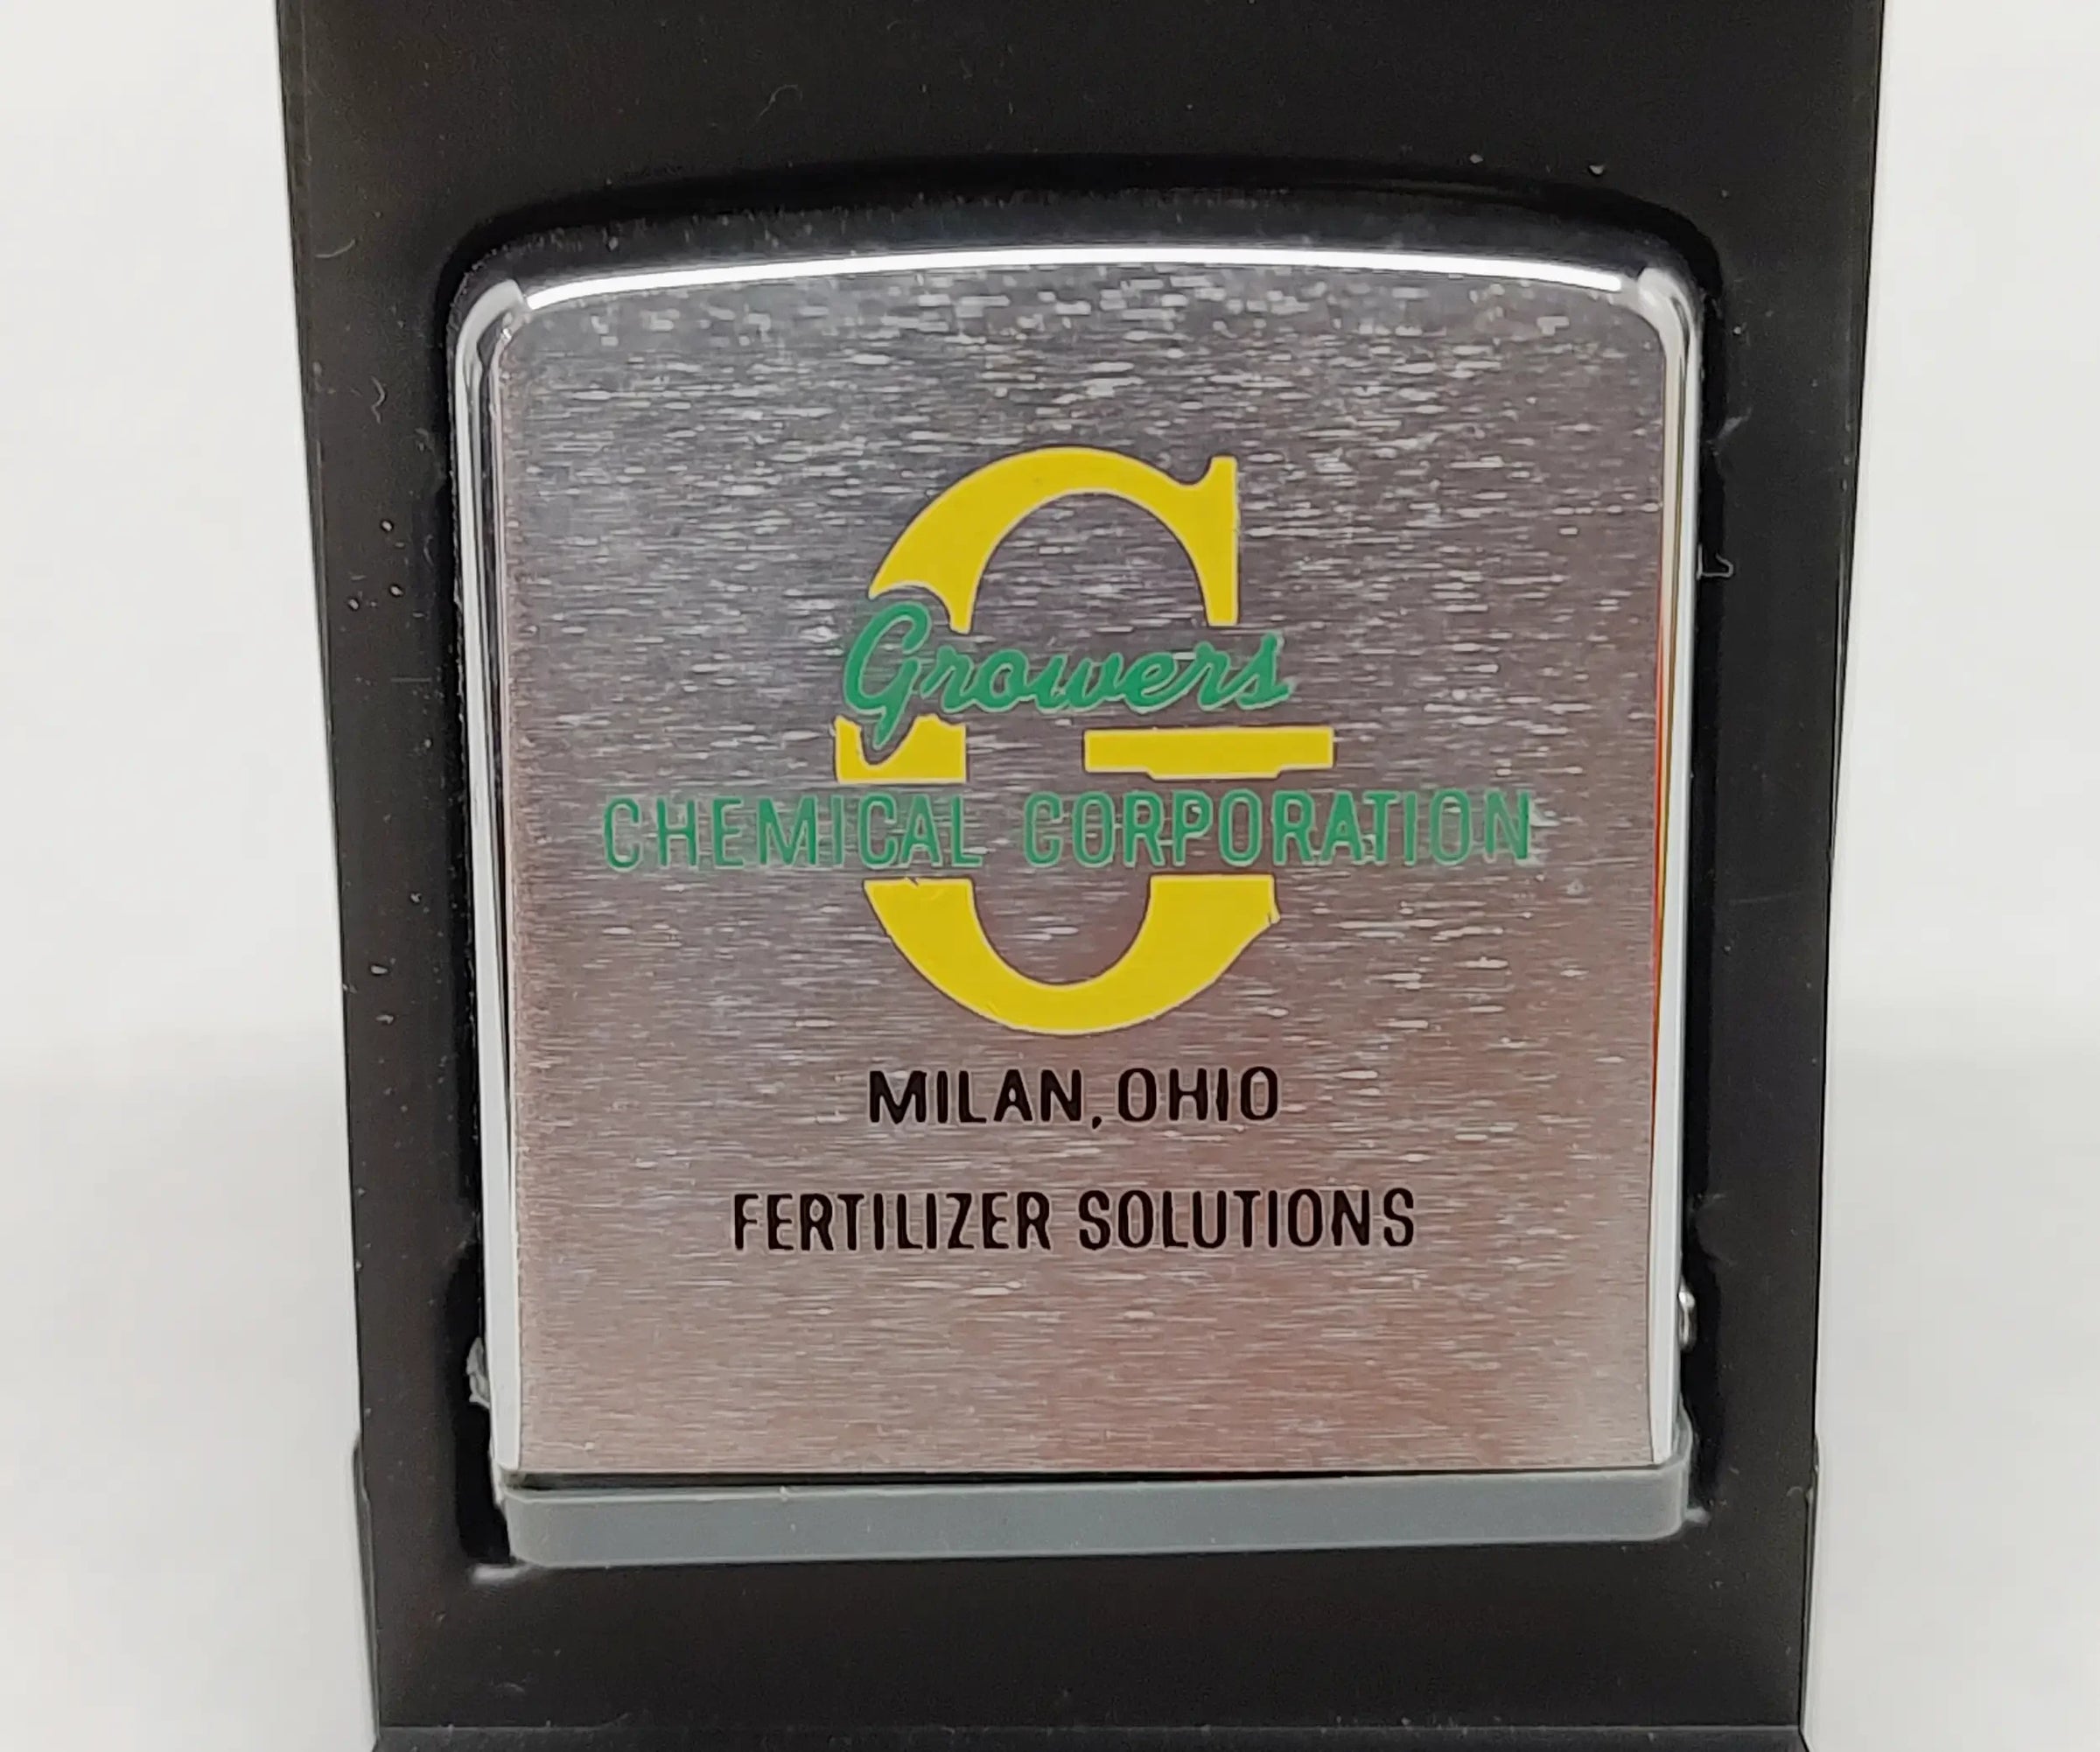 G
Growers
CHEMICAL CORPORATION
MILAN, OHIO
FERTILIZER SOLUTIONS